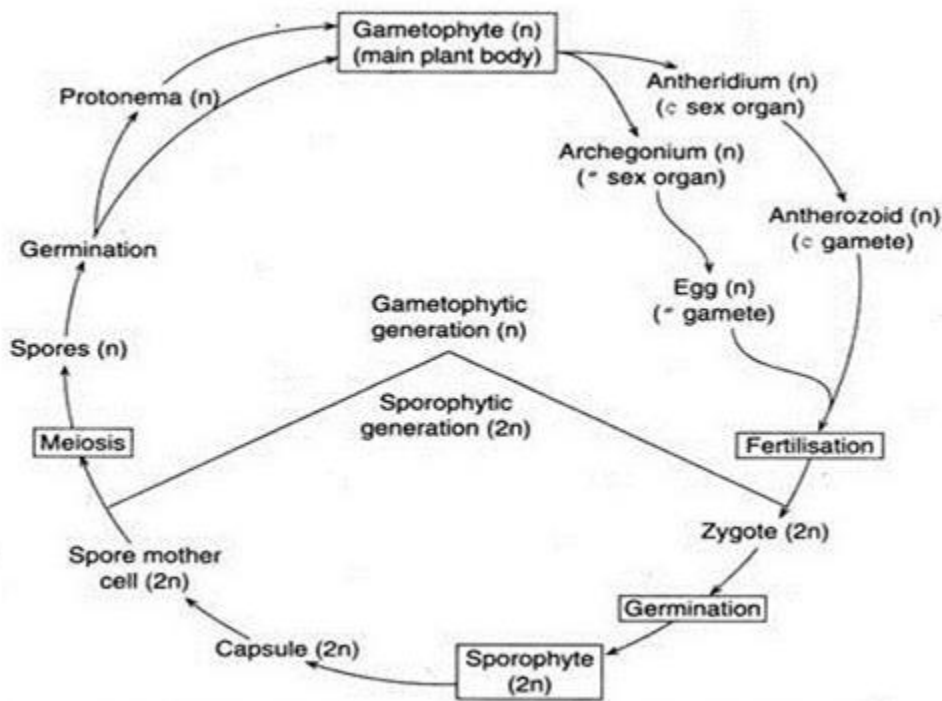 Gametophyte (n)
(main plant body)
Antheridium (n)
(c sex organ)
Protonema (n)
Archegonium (n)
(" sex organ)
Antherozoid (n)
(c gamete)
Germination
Egg (n)
(" gamete)
Gametophytic
generation (n)
Spores (n)
Sporophytic
generation (2n)
Meiosis
Fertilisation
Zygote (2n)
Spore mother
cell (2n)
Germination
Capsule (2n)
Sporophyte
(2n)